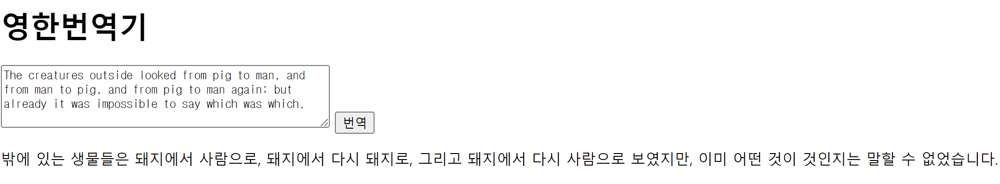 영한번역기
The creatures outside looked from pig to man, and
from man to pig, and from pig to man again; but
already it was impossible to say which was which.
번역
밖에 있는 생물들은 돼지에서 사람으로, 돼지에서 다시 돼지로, 그리고 돼지에서 다시 사람으로 보였지만, 이미 어떤 것이 것인지는 말할 수 없었습니다.